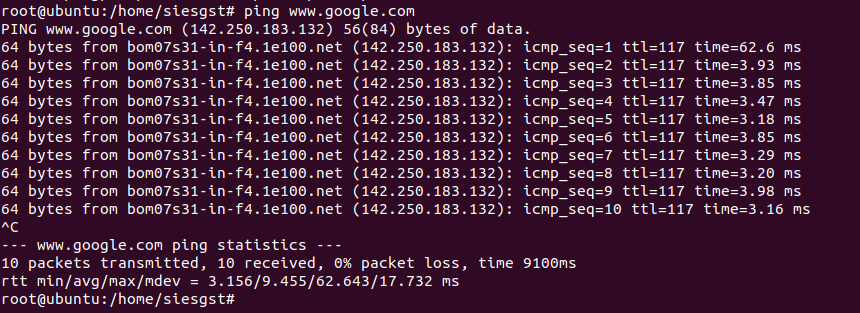 root@ubuntu:/home/siesgst# ping www.google.com
PING www.google.com (142.250.183.132) 56(84) bytes of data.
64 bytes from bom07s31-in-f4.1e100.net (142.250.183.132): icmp_seq=1 ttl=117 time=62.6 ms
64 bytes from bom07s31-in-f4.1e100.net (142.250.183.132): icmp_seq=2 ttl=117 time=3.93 ms
64 bytes from bom07s31-in-f4.1e100.net (142.250.183.132): icmp_seq=3 ttl=117 time=3.85 ms
64 bytes from bom07s31-in-f4.1e100.net (142.250.183.132): icmp_seq=4 ttl=117 time=3.47 ms
64 bytes from bom07s31-in-f4.1e100.net (142.250.183.132): icmp_seq=5 ttl=117 time=3.18 ms
64 bytes from bom07s31-in-f4.1e100.net (142.250.183.132): icmp_seq=6 ttl=117 time=3.85 ms
64 bytes from bom07s31-in-f4.1e100.net (142.250.183.132): icmp_seq=7 ttl=117 time=3.29 ms
64 bytes from bom07s31-in-f4.1e100.net (142.250.183.132): icmp_seq=8 ttl=117 time=3.20 ms
64 bytes from bom07s31-in-f4.1e100.net (142.250.183.132): icmp_seq=9 ttl=117 time=3.98 ms
64 bytes from bom07s31-in-f4.1e100.net (142.250.183.132): icmp_seq=10 ttl=117 time=3.16 ms
^C
--- www.google.com ping statistics ---
10 packets transmitted, 10 received, 0% packet loss, time 9100ms
rtt min/avg/max/mdev = 3.156/9.455/62.643/17.732 ms
root@ubuntu:/home/siesgst#